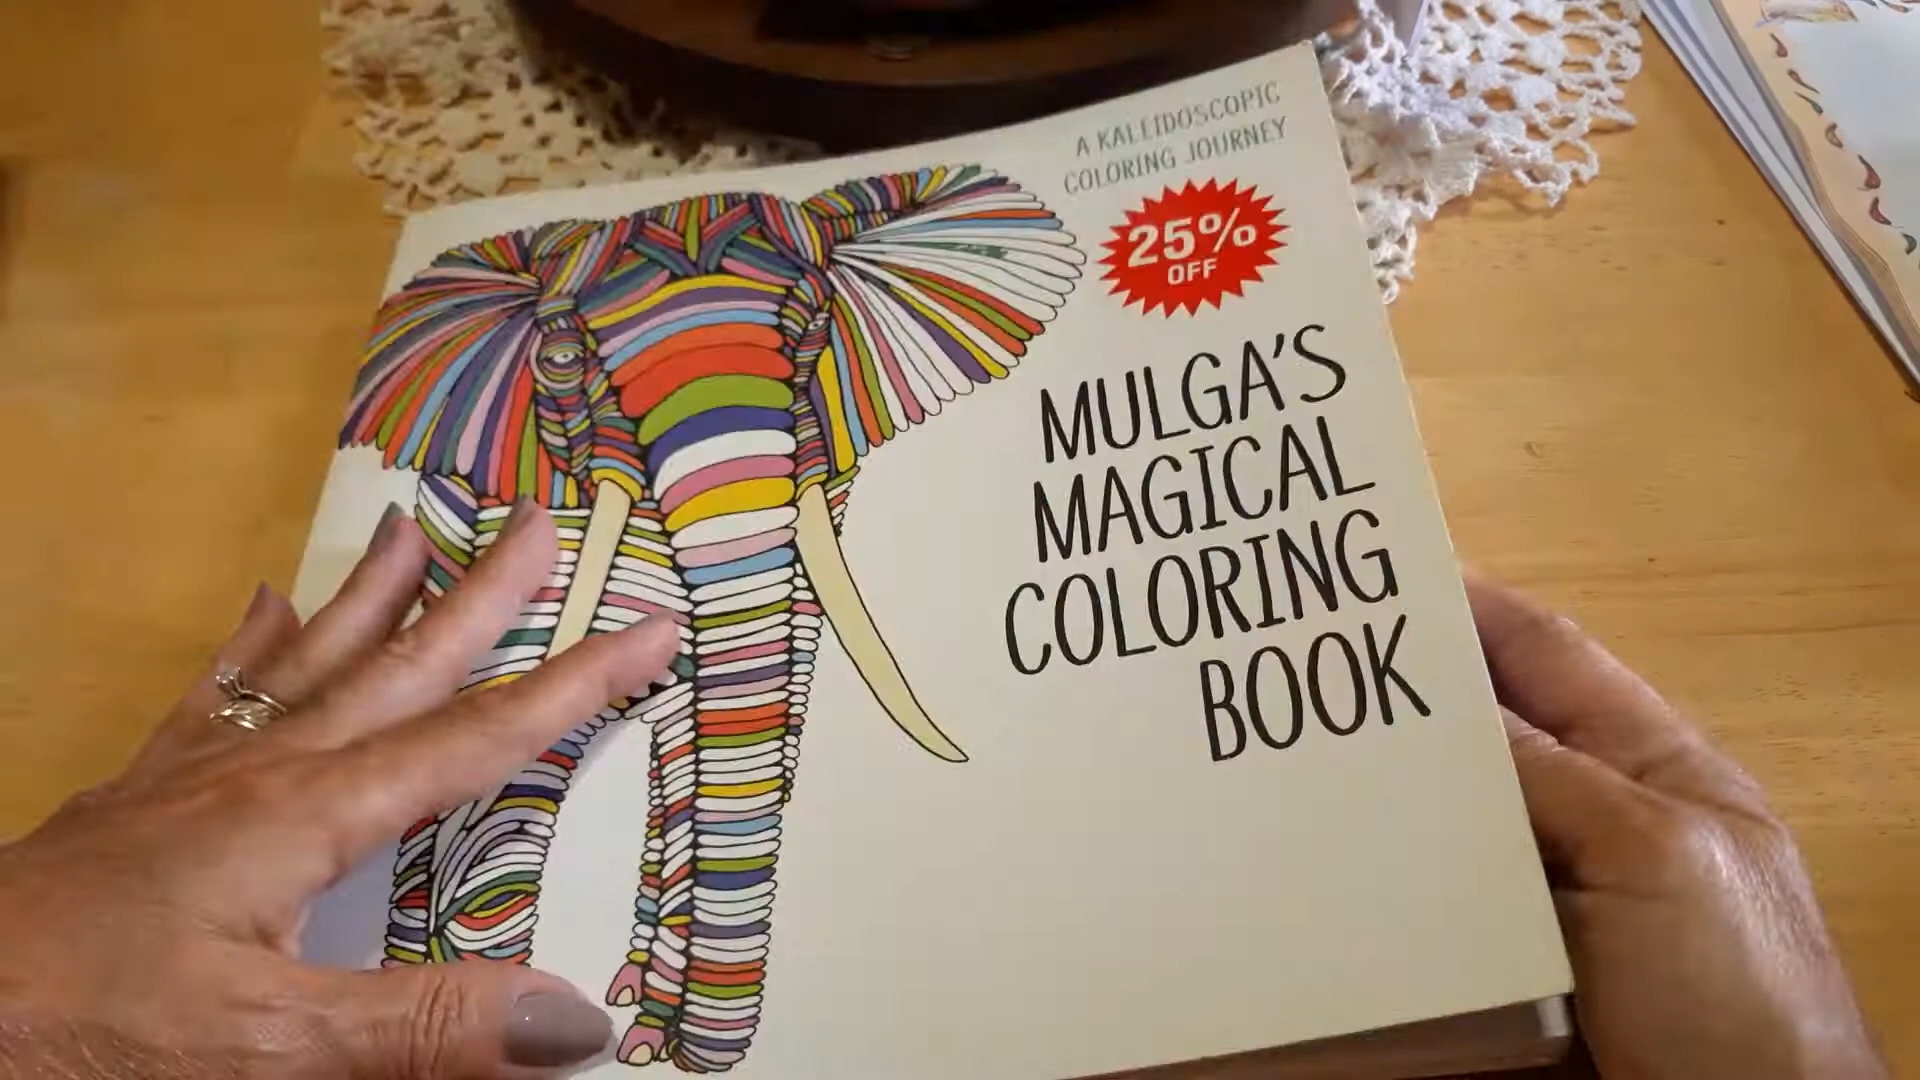 A KALEIDOSCOPIC
COLORING JOURNEY
25%
OFF
MULGA'S
MAGICAL
COLORING
BOOK